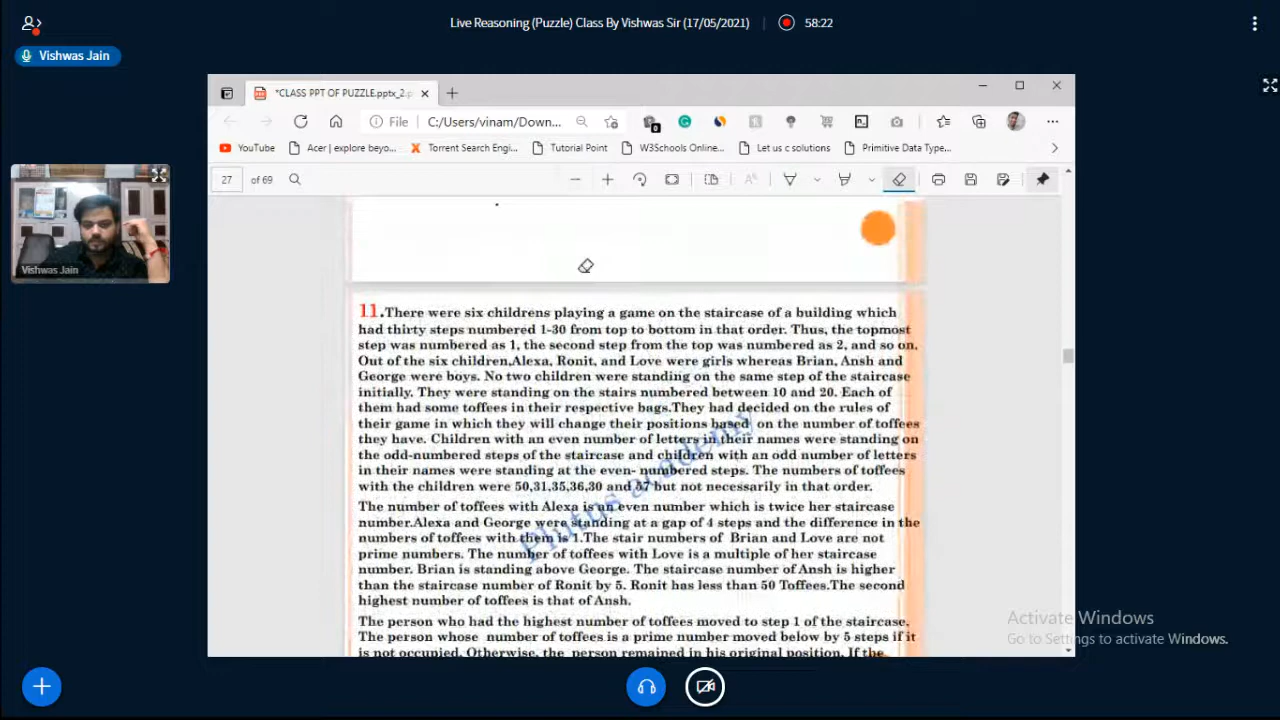 Live Reasoning (Puzzle) Class By Vishwas Sir (17/05/2021)
58:22
Vishwas Jain
*CLASS PPT OF PUZZLE.pptx_2.p
File
C:/Users/vinam/Down...
YouTube
Acer | explore beyo...
Torrent Search Engi...
Tutorial Point
W3Schools Online...
Let us c solutions
Primitive Data Type...
27
of 69
Vishwas Jain
11.There were six childrens playing a game on the staircase of a building which
had thirty steps numbered 1-30 from top to bottom in that order. Thus, the topmost
step was numbered as 1, the second step from the top was numbered as 2, and so on.
Out of the six children,Alexa, Ronit, and Love were girls whereas Brian, Ansh and
George were boys. No two children were standing on the same step of the staircase
initially. They were standing on the stairs numbered between 10 and 20. Each of
them had some toffees in their respective bags.They had decided on the rules of
their game in which they will change their positions based on the number of toffees
they have. Children with an even number of letters in their names were standing on
the odd-numbered steps of the staircase and children with an odd number of letters
in their names were standing at the even- numbered steps. The numbers of toffees
with the children were 50,31,35,36,30 and 57 but not necessarily in that order.
The number of toffees with Alexa is an even number which is twice her staircase
number.Alexa and George were standing at a gap of 4 steps and the difference in the
numbers of toffees with them is 1.The stair numbers of Brian and Love are not
prime numbers. The number of toffees with Love is a multiple of her staircase
number. Brian is standing above George. The staircase number of Ansh is higher
than the staircase number of Ronit by 5. Ronit has less than 50 Toffees.The second
highest number of toffees is that of Ansh.
The person who had the highest number of toffees moved to step 1 of the staircase.
The person whose number of toffees is a prime number moved below by 5 steps if it
is not occupied. Otherwise, the person remained in his original position. If the
Plutus academy
Activate Windows
Go to Settings to activate Windows.